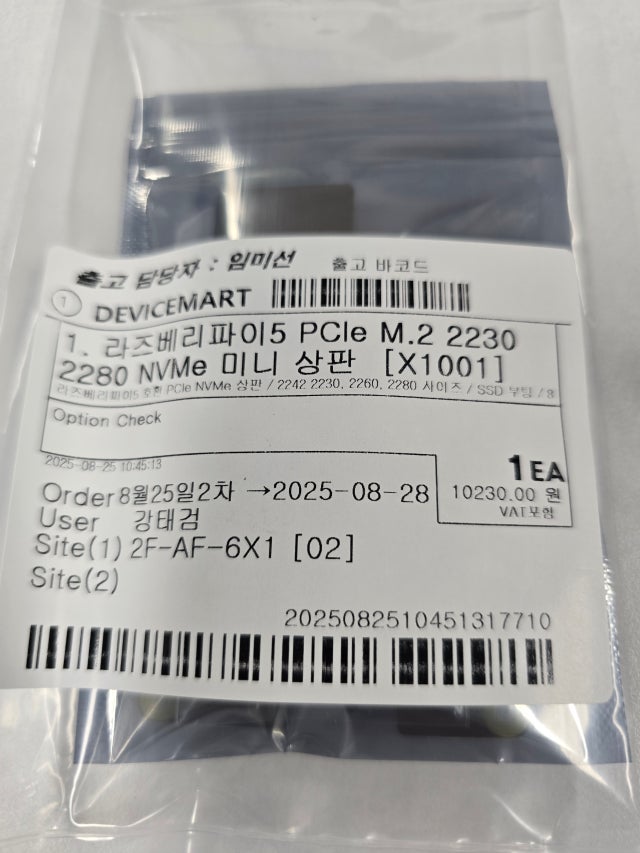 출고 담당자 : 임미선
출고 바코드
1
DEVICEMART
1. 라즈베리파이5 PCIe M.2 2230
2280 NVMe 미니 상판 [X1001]
라즈베리파이5 호환 PCIe NVMe 상판 / 2242 2230, 2260, 2280 사이즈 / SSD 부팅 /
Option Check
2025-08-25 10:45:13
1 EA
10230.00 원
VAT포함
Order 8월25일2차 →2025-08-28
User 강태검
Site(1) 2F-AF-6X1 [02]
Site(2)
2025082510451317710